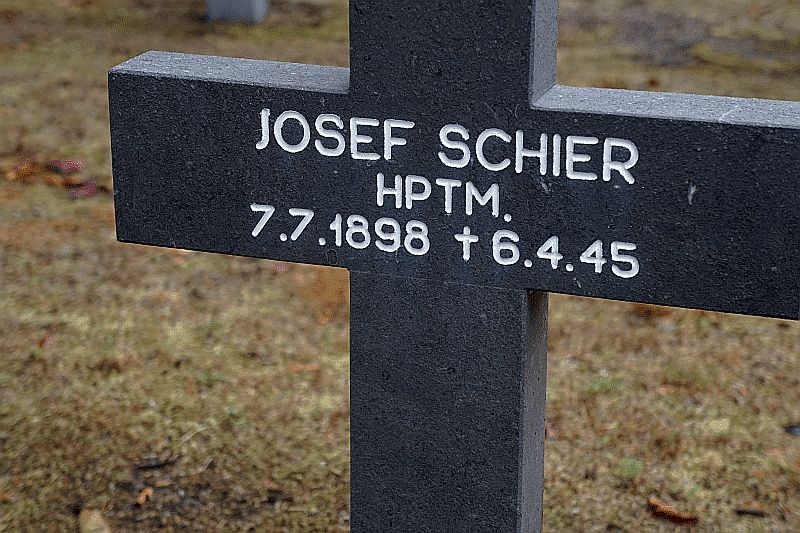 JOSEF SCHIER
HPTM.
7.7.1898 ✝ 6.4.45